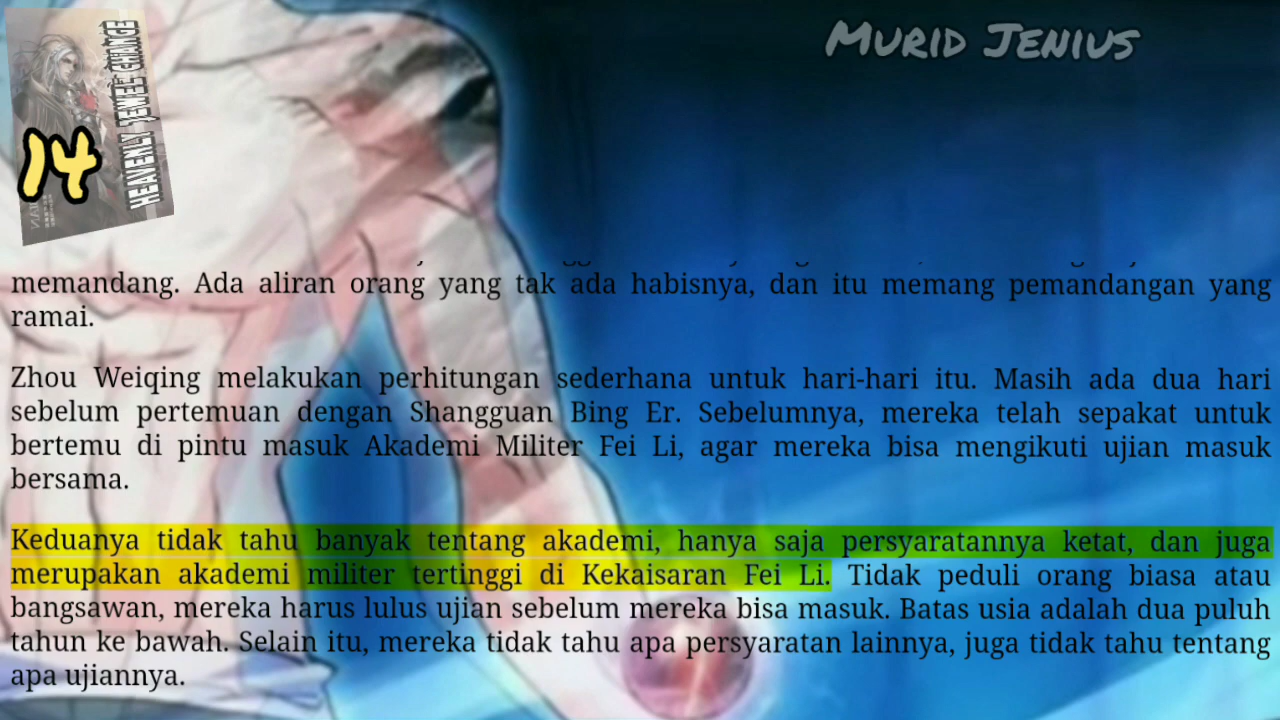 MURID JENIUS
HEAVENLY JEWEL CHANGE
14
memandang. Ada aliran orang yang tak ada habisnya, dan itu memang pemandangan yang
ramai.
Zhou Weiqing melakukan perhitungan sederhana untuk hari-hari itu. Masih ada dua hari
sebelum pertemuan dengan Shangguan Bing Er. Sebelumnya, mereka telah sepakat untuk
bertemu di pintu masuk Akademi Militer Fei Li, agar mereka bisa mengikuti ujian masuk
bersama.
Keduanya tidak tahu banyak tentang akademi, hanya saja persyaratannya ketat, dan juga
merupakan akademi militer tertinggi di Kekaisaran Fei Li. Tidak peduli orang biasa atau
bangsawan, mereka harus lulus ujian sebelum mereka bisa masuk. Batas usia adalah dua puluh
tahun ke bawah. Selain itu, mereka tidak tahu apa persyaratan lainnya, juga tidak tahu tentang
apa ujiannya.